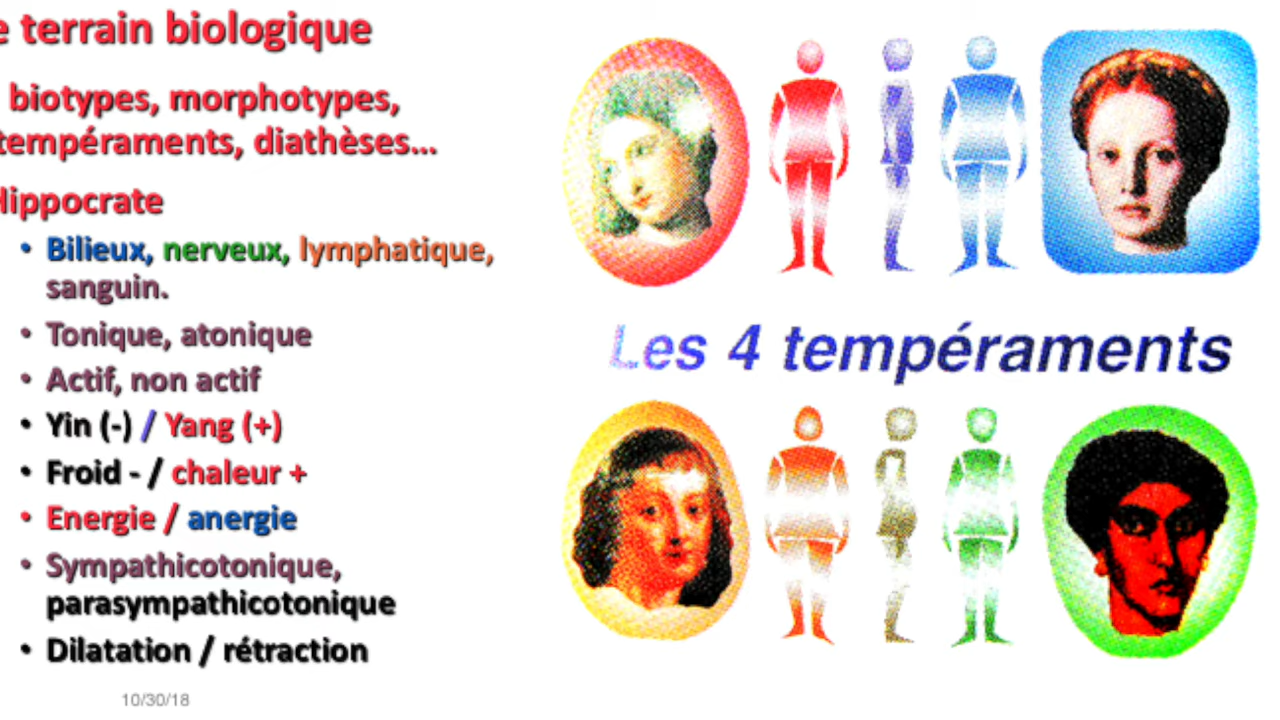 e terrain biologique
biotypes, morphotypes,
tempéraments, diathèses...
Hippocrate
• Bilieux, nerveux, lymphatique,
sanguin.
• Tonique, atonique
• Actif, non actif
• Yin (-) / Yang (+)
• Froid - / chaleur +
• Energie / anergie
• Sympathicotonique,
parasympathicotonique
• Dilatation / rétraction
10/30/18
Les 4 tempéraments